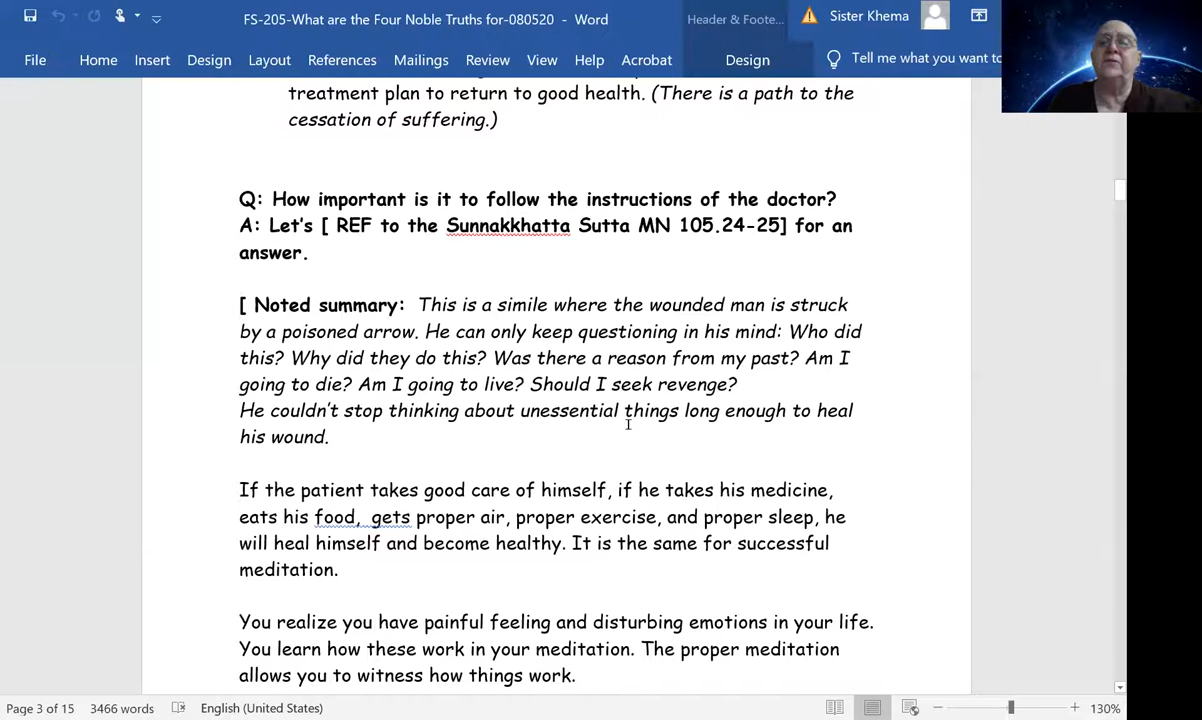 FS-205-What are the Four Noble Truths for-080520 - Word
Header & Foote...
Sister Khema
File Home Insert Design Layout References Mailings Review View Help Acrobat Design Tell me what you want to
treatment plan to return to good health. (There is a path to the
cessation of suffering.)
Q: How important is it to follow the instructions of the doctor?
A: Let's [ REF to the Sunnakkhatta Sutta MN 105.24-25] for an
answer.
[ Noted summary: This is a simile where the wounded man is struck
by a poisoned arrow. He can only keep questioning in his mind: Who did
this? Why did they do this? Was there a reason from my past? Am I
going to die? Am I going to live? Should I seek revenge?
He couldn't stop thinking about unessential things long enough to heal
his wound.
If the patient takes good care of himself, if he takes his medicine,
eats his food, gets proper air, proper exercise, and proper sleep, he
will heal himself and become healthy. It is the same for successful
meditation.
You realize you have painful feeling and disturbing emotions in your life.
You learn how these work in your meditation. The proper meditation
allows you to witness how things work.
Page 3 of 15 3466 words English (United States) 130%